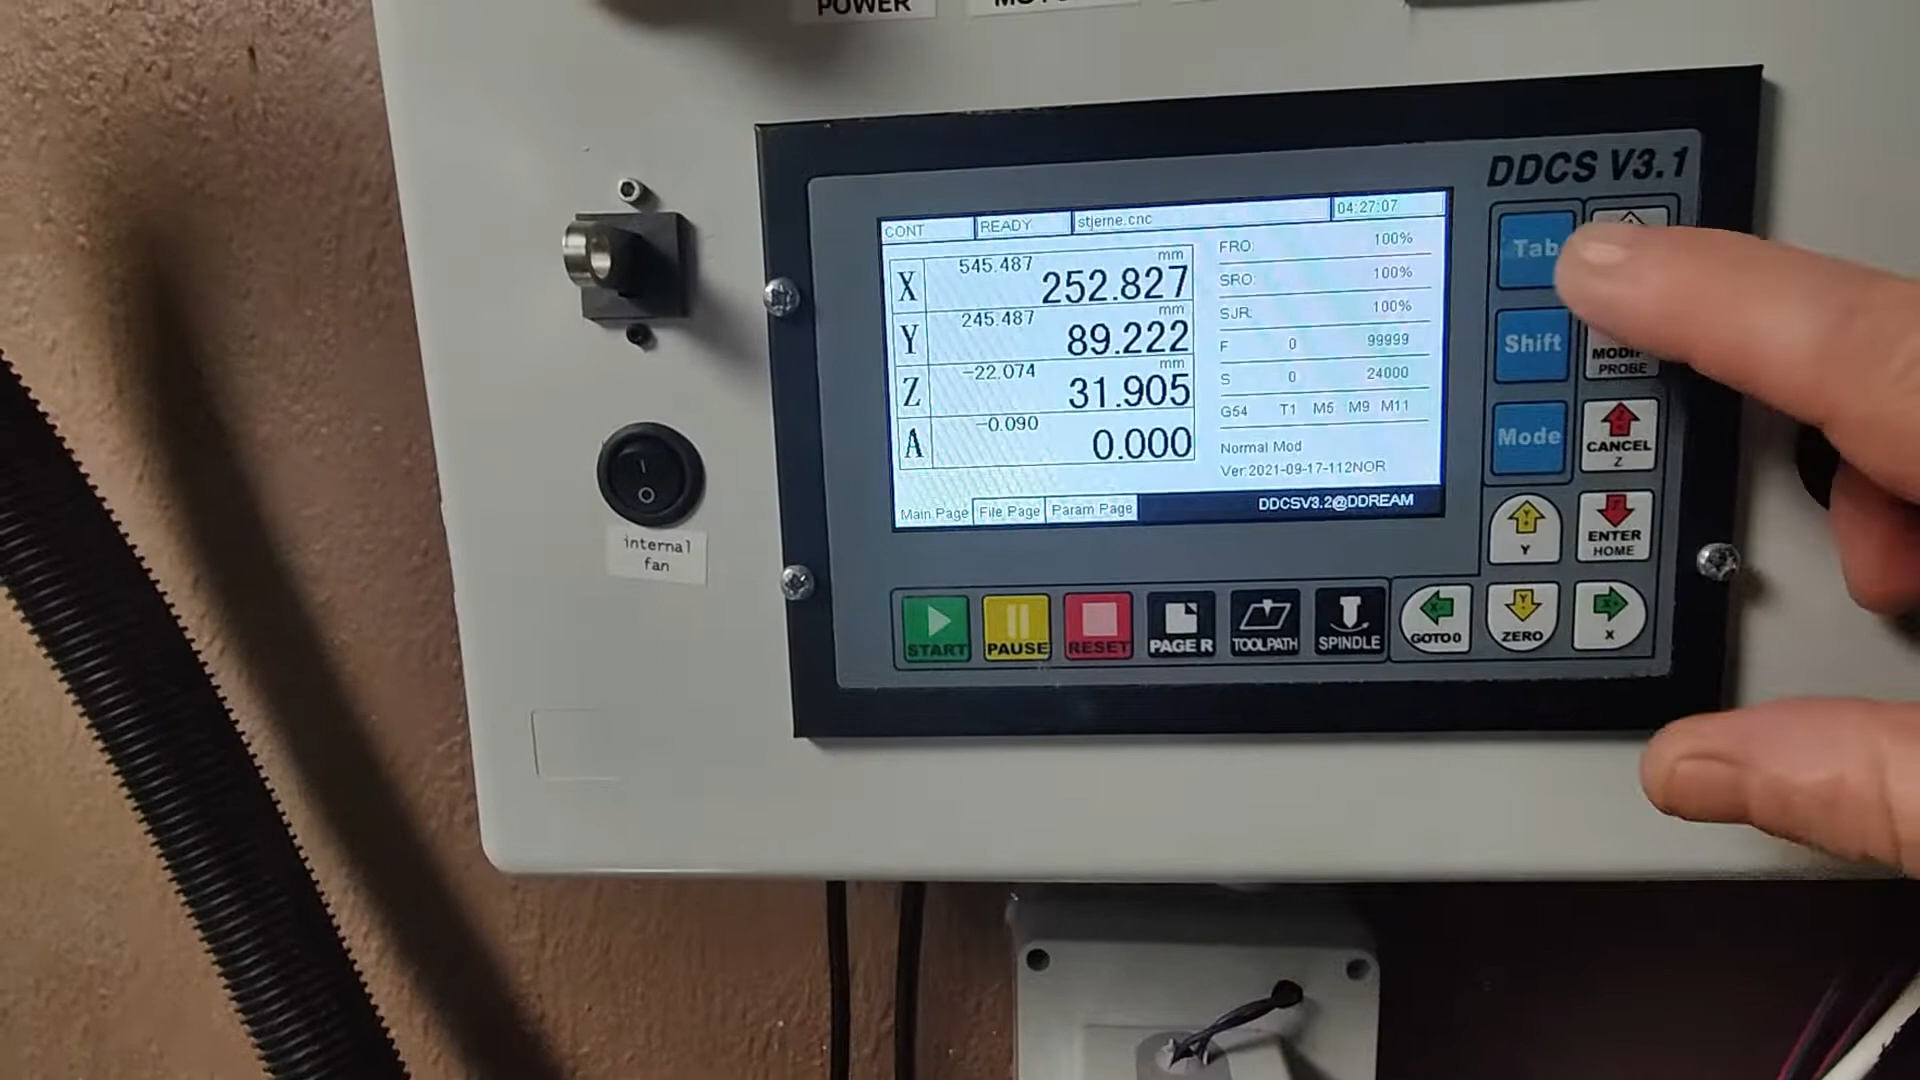 POWER
DDCS V3.1
CONT READY stjerne.cnc 04:27:07
X 545.487 mm 252.827
Y 245.487 mm 89.222
Z -22.074 mm 31.905
A -0.090 0.000
FRO: 100%
SRO: 100%
SJR: 100%
F 0 99999
S 0 24000
G54 T1 M5 M9 M11
Normal Mod
Ver:2021-09-17-112NOR
Main Page File Page Param Page DDCSV3.2@DDREAM
Tab
Shift
PROBE
Mode
Z
CANCEL
Z
Y
Y
Z
ENTER
HOME
START PAUSE RESET PAGE R TOOLPATH SPINDLE
X-
GOTO0
Y-
ZERO
X+
X
internal
fan
I
O